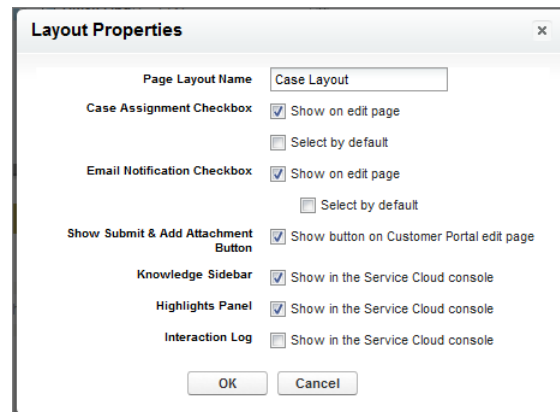 Layout Properties
Page Layout Name
Case Layout
Case Assignment Checkbox
Show on edit page
Select by default
Email Notification Checkbox
Show on edit page
Select by default
Show Submit & Add Attachment
Button
Show button on Customer Portal edit page
Knowledge Sidebar
Show in the Service Cloud console
Highlights Panel
Show in the Service Cloud console
Interaction Log
Show in the Service Cloud console
OK
Cancel